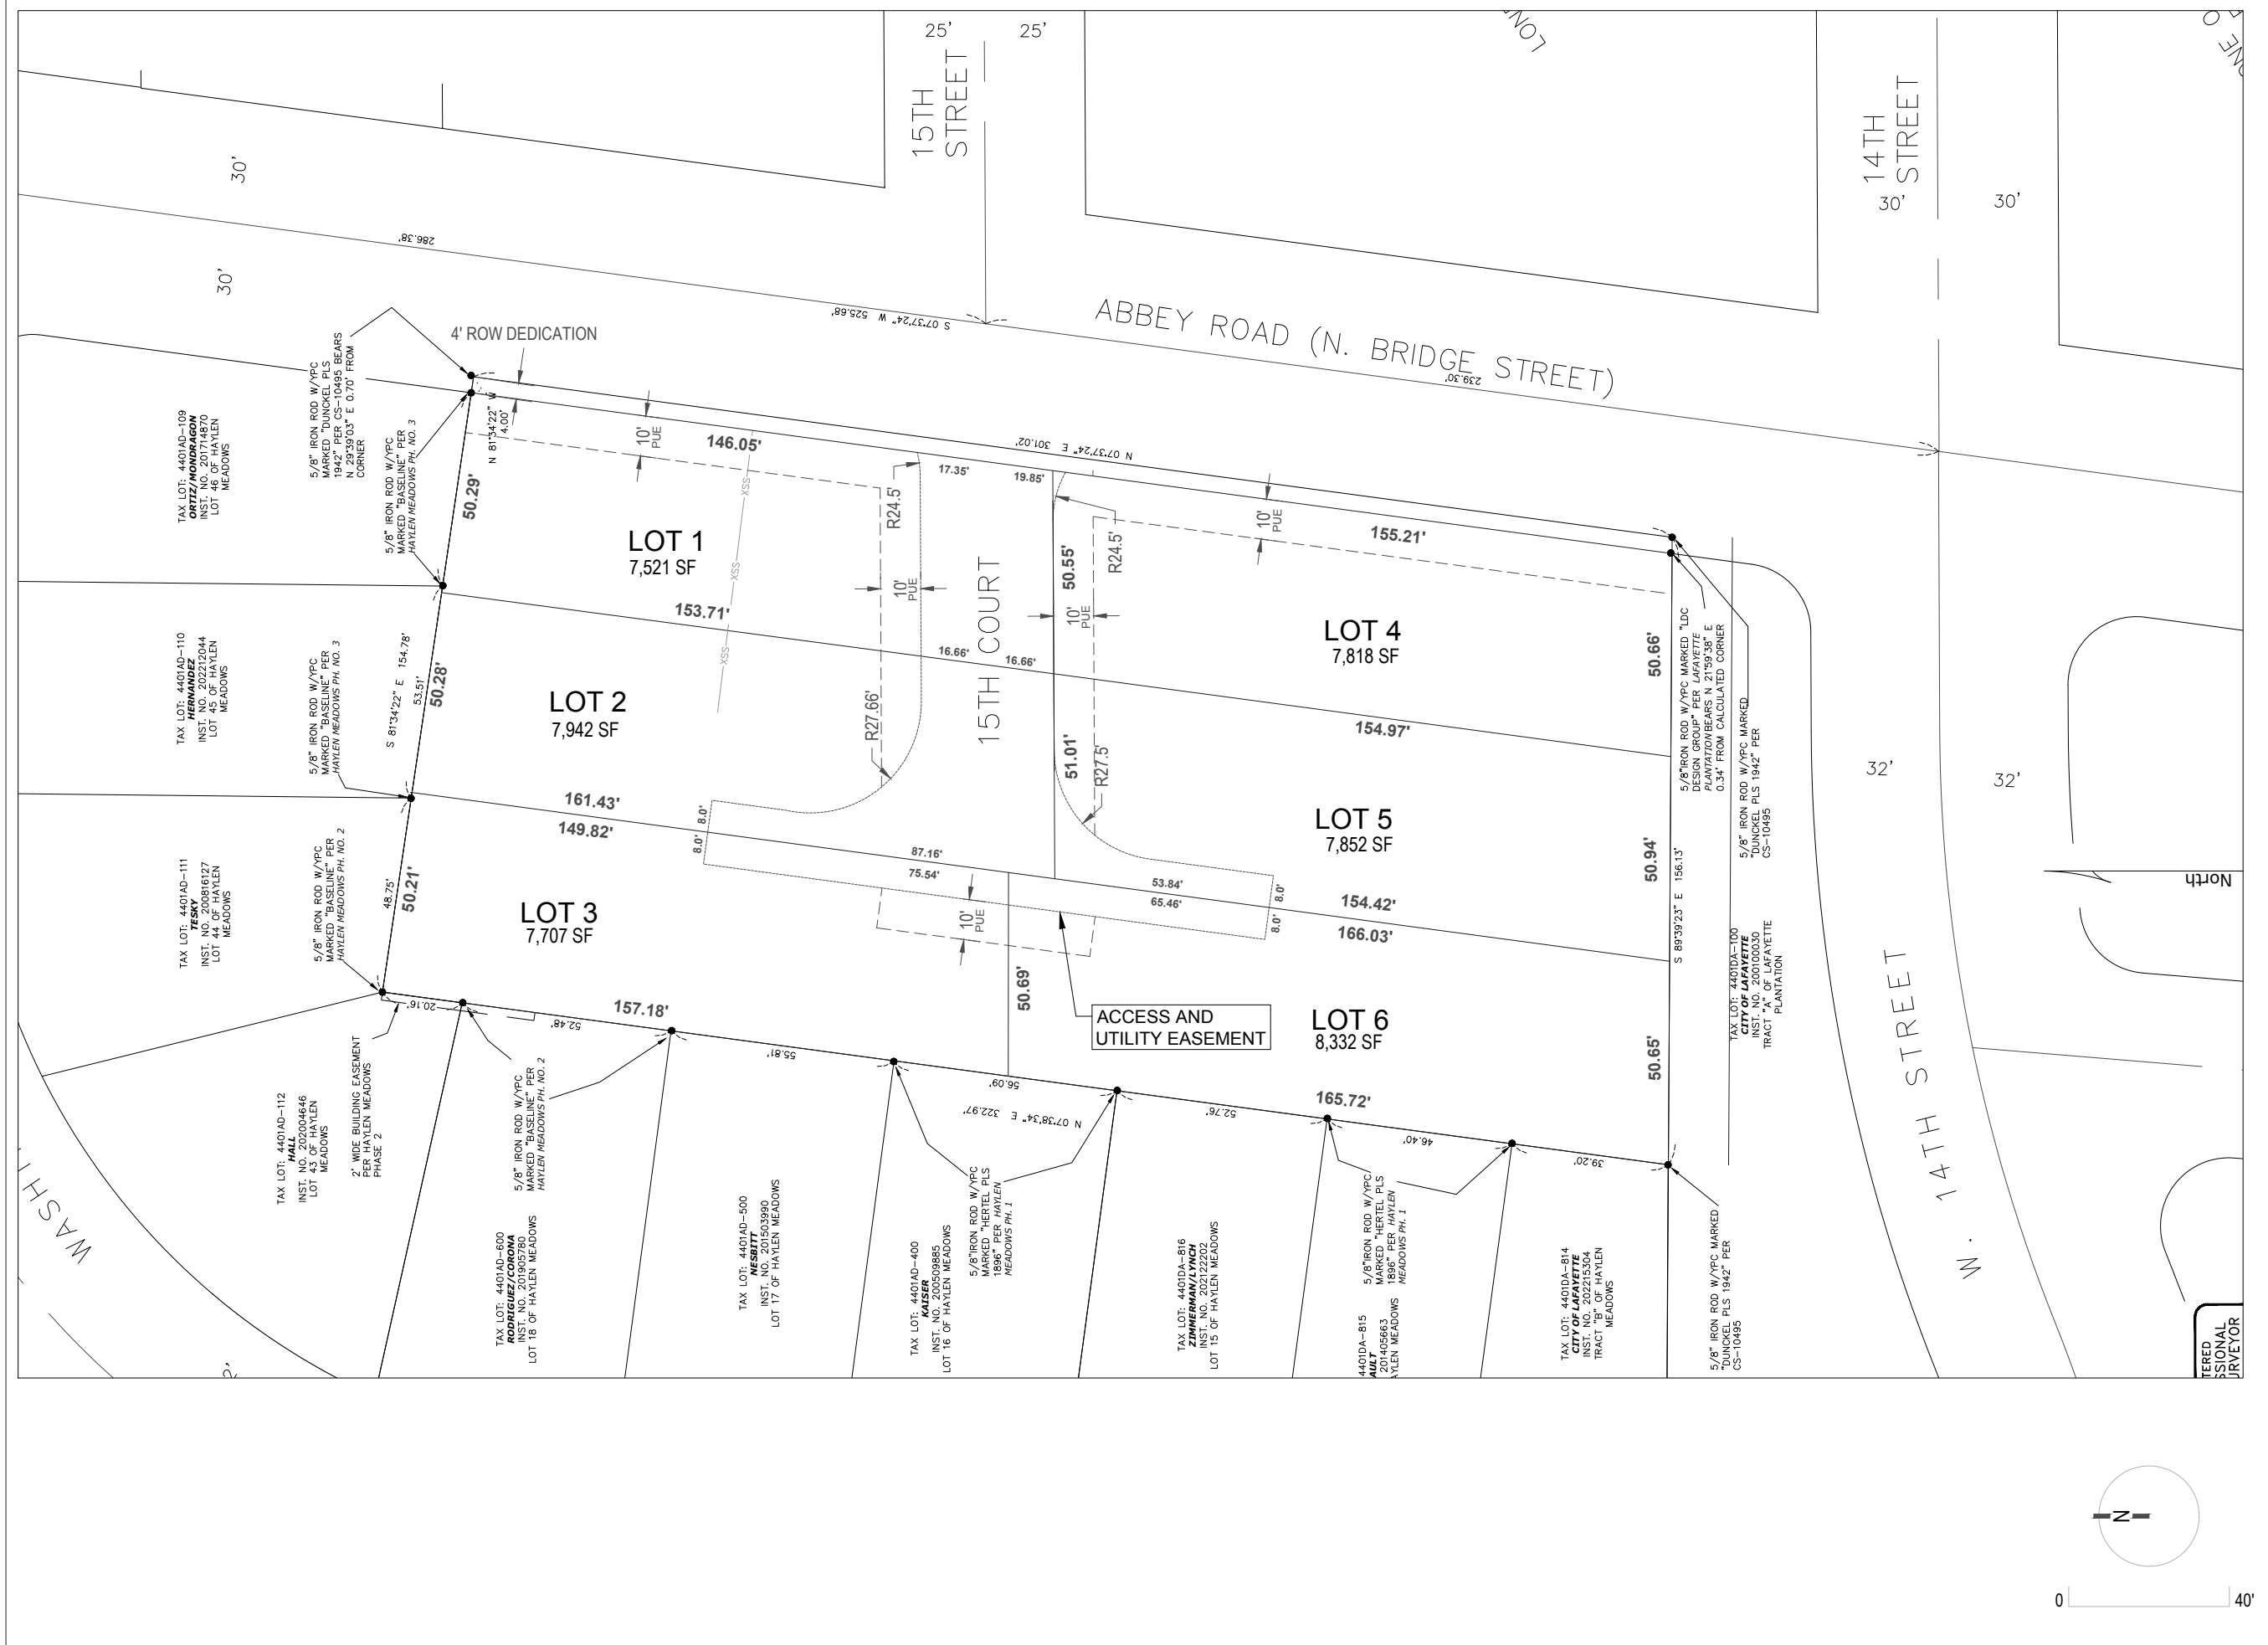 25'
25'
15TH
STREET
14TH
STREET
30'
30'
30'
30'
286.38'
S 07°37'24" W 525.68'
ABBEY ROAD (N. BRIDGE STREET)
239.30'
4' ROW DEDICATION
5/8" IRON ROD W/YPC
MARKED "DUNCKEL PLS
1942" PER CS-10495 BEARS
N 29°39'03" E 0.70' FROM
CORNER
TAX LOT: 4401AD-109
ORTIZ/MONDRAGON
INST. NO. 201714870
LOT 46 OF HAYLEN
MEADOWS
5/8" IRON ROD W/YPC
MARKED "BASELINE" PER
HAYLEN MEADOWS PH. NO. 3
N 81°34'22" W
4.00'
N 07°37'24" E 301.02'
10'
PUE
146.05'
17.35'
19.85'
10'
PUE
155.21'
50.29'
XSS
XSS
XSS
R24.5'
R24.5'
LOT 1
7,521 SF
10'
PUE
15TH COURT
50.55'
10'
PUE
LOT 4
7,818 SF
50.66'
153.71'
16.66'
16.66'
154.97'
TAX LOT: 4401AD-110
HERNANDEZ
INST. NO. 202212044
LOT 45 OF HAYLEN
MEADOWS
5/8" IRON ROD W/YPC
MARKED "BASELINE" PER
HAYLEN MEADOWS PH. NO. 3
S 81°34'22" E 154.78'
53.51'
50.28'
LOT 2
7,942 SF
R27.66'
51.01'
R27.5'
LOT 5
7,852 SF
50.94'
5/8"IRON ROD W/YPC MARKED "LDC
DESIGN GROUP" PER LAFAYETTE
PLANTATION BEARS N 21°59'38" E
0.34' FROM CALCULATED CORNER
5/8" IRON ROD W/YPC MARKED
"DUNCKEL PLS 1942" PER
CS-10495
32'
32'
161.43'
149.82'
8.0'
8.0'
87.16'
75.54'
53.84'
65.46'
8.0'
8.0'
154.42'
166.03'
S 89°39'23" E 156.13'
North
TAX LOT: 4401AD-111
TESKY
INST. NO. 200816127
LOT 44 OF HAYLEN
MEADOWS
5/8" IRON ROD W/YPC
MARKED "BASELINE" PER
HAYLEN MEADOWS PH. NO. 2
48.75'
50.21'
LOT 3
7,707 SF
10'
PUE
50.69'
ACCESS AND
UTILITY EASEMENT
LOT 6
8,332 SF
50.65'
TAX LOT: 4401DA-100
CITY OF LAFAYETTE
INST. NO. 200100030
TRACT "A" OF LAFAYETTE
PLANTATION
W. 14TH STREET
20.16'
52.48'
157.18'
55.81'
56.09'
N 07°38'34" E 322.97'
52.76'
165.72'
46.40'
39.20'
WASH
TAX LOT: 4401AD-112
HALL
INST. NO. 202004646
LOT 43 OF HAYLEN
MEADOWS
2' WIDE BUILDING EASEMENT
PER HAYLEN MEADOWS
PHASE 2
5/8" IRON ROD W/YPC
MARKED "BASELINE" PER
HAYLEN MEADOWS PH. NO. 2
TAX LOT: 4401AD-600
RODRIGUEZ/CORONA
INST. NO. 201905780
LOT 18 OF HAYLEN MEADOWS
TAX LOT: 4401AD-500
NESBITT
INST. NO. 201503990
LOT 17 OF HAYLEN MEADOWS
TAX LOT: 4401AD-400
KAISER
INST. NO. 200509885
LOT 16 OF HAYLEN MEADOWS
5/8"IRON ROD W/YPC
MARKED "HERTEL PLS
1896" PER HAYLEN
MEADOWS PH. 1
TAX LOT: 4401DA-816
ZIMMERMAN/LYNCH
INST. NO. 202122202
LOT 15 OF HAYLEN MEADOWS
4401DA-815
AULT
201405663
AYLEN MEADOWS
5/8"IRON ROD W/YPC
MARKED "HERTEL PLS
1896" PER HAYLEN
MEADOWS PH. 1
TAX LOT: 4401DA-814
CITY OF LAFAYETTE
INST. NO. 202215304
TRACT "B" OF HAYLEN
MEADOWS
5/8" IRON ROD W/YPC MARKED
"DUNCKEL PLS 1942" PER
CS-10495
TERED
SSIONAL
URVEYOR
N
0
40'